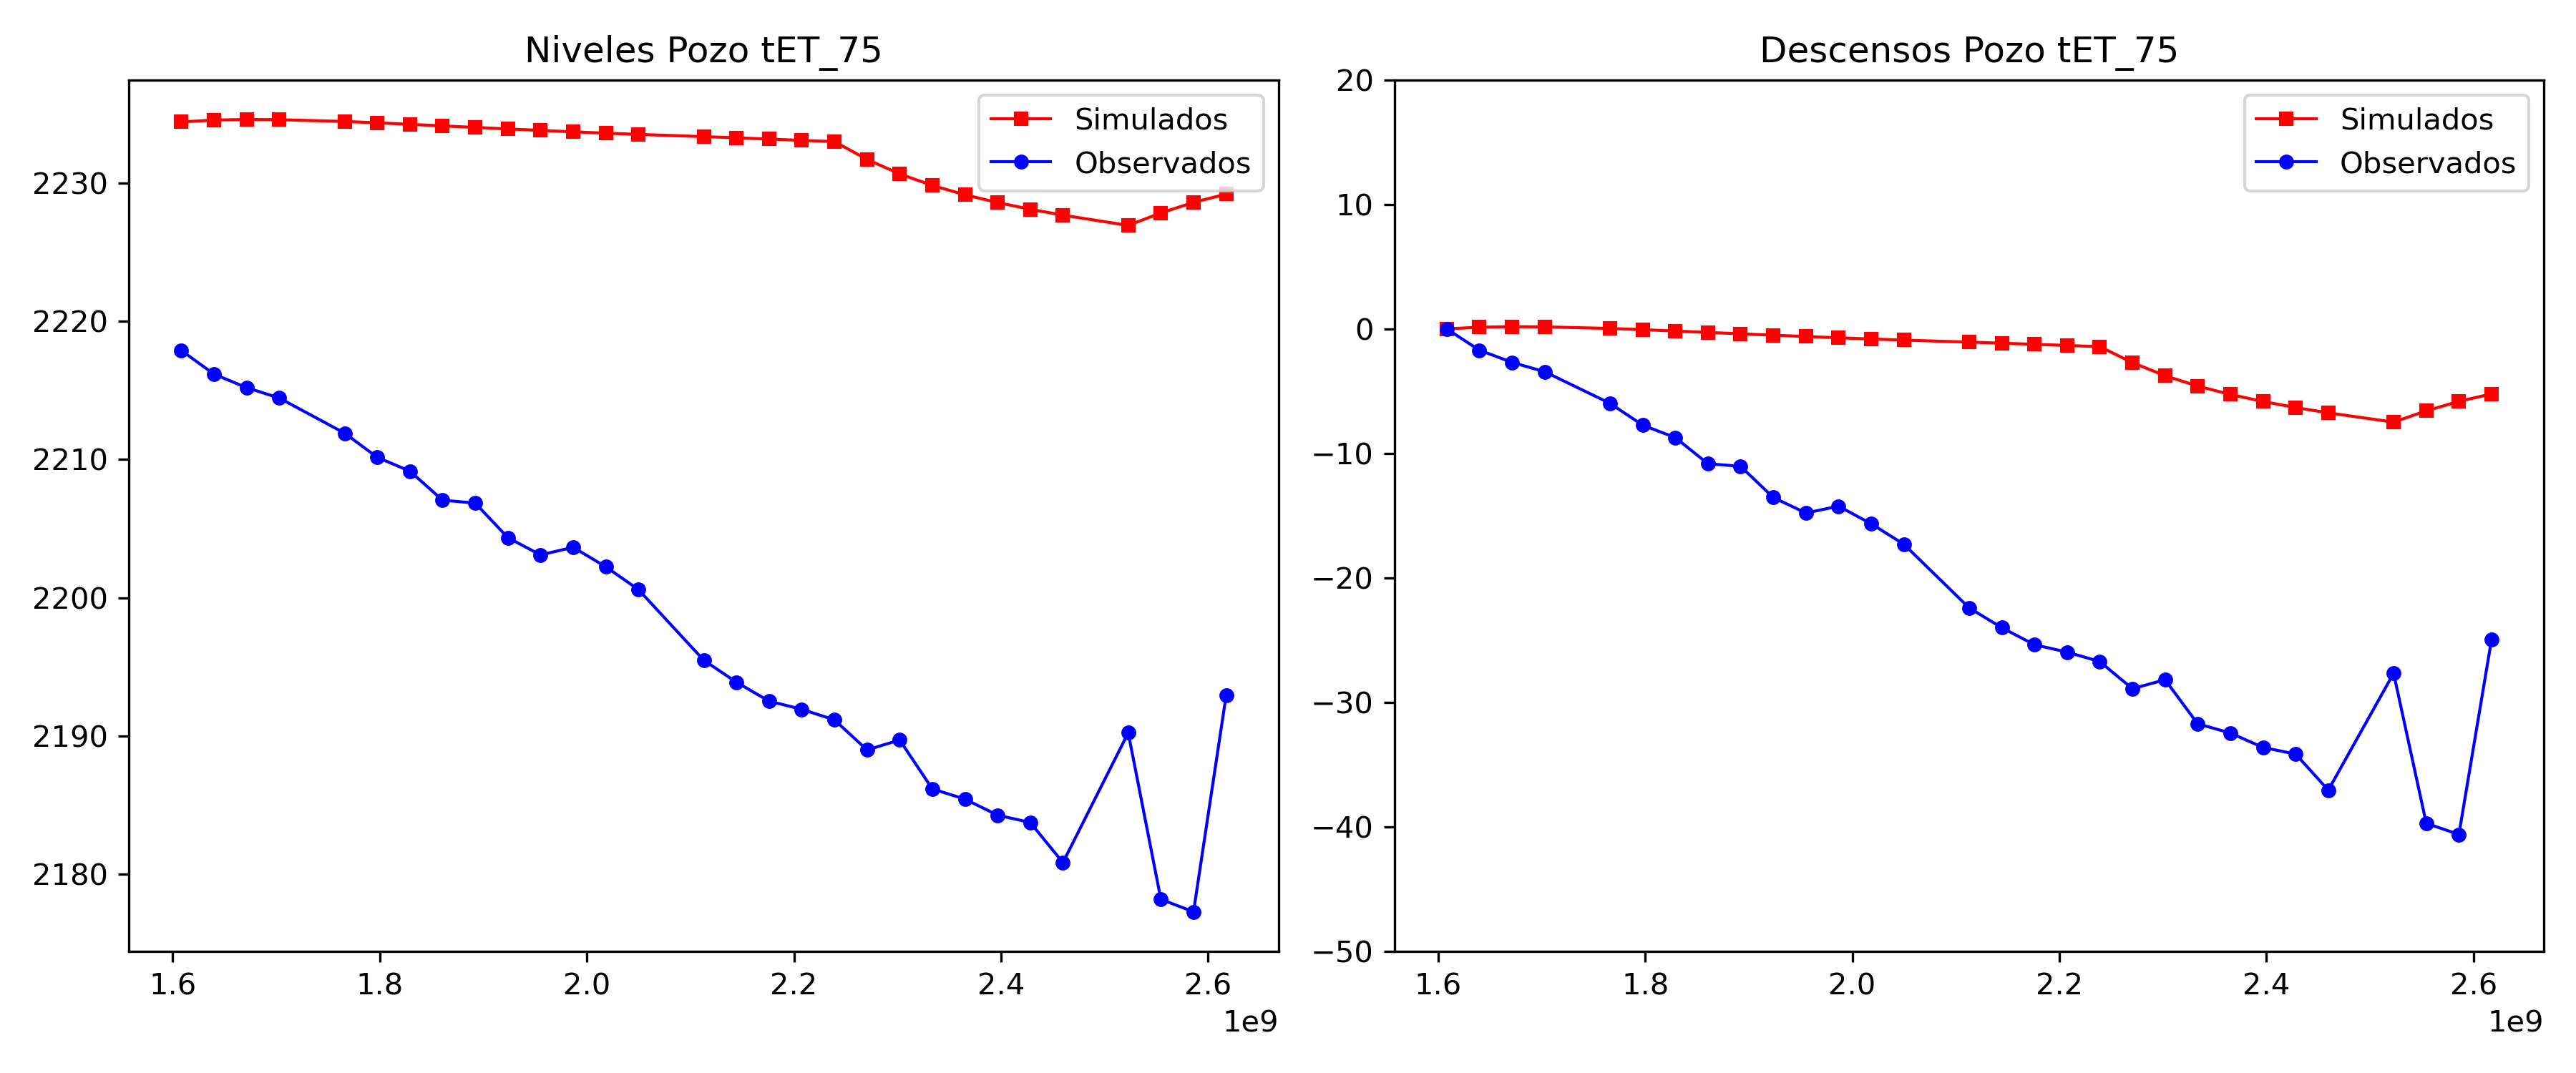 Niveles Pozo tET_75
Simulados
Observados
2230
2220
2210
2200
2190
2180
1.6 1.8 2.0 2.2 2.4 2.6
1e9
Descensos Pozo tET_75
Simulados
Observados
20
10
0
−10
−20
−30
−40
−50
1.6 1.8 2.0 2.2 2.4 2.6
1e9